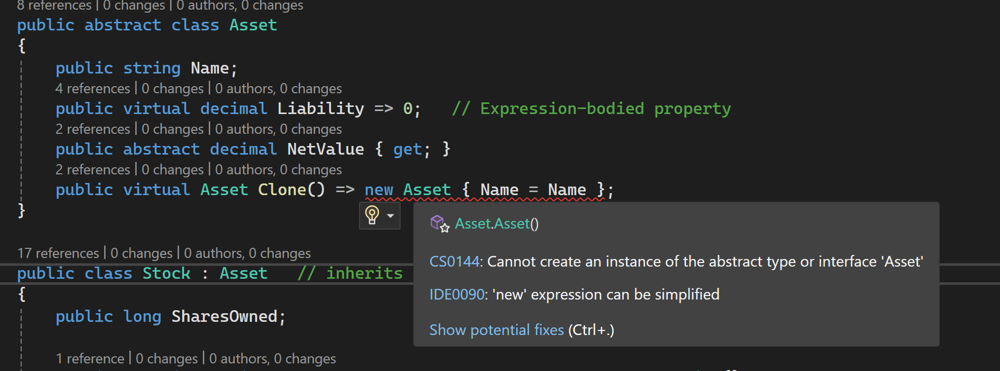 8 references | 0 changes | 0 authors, 0 changes
public abstract class Asset
{
public string Name;
4 references | 0 changes | 0 authors, 0 changes
public virtual decimal Liability => 0;   // Expression-bodied property
2 references | 0 changes | 0 authors, 0 changes
public abstract decimal NetValue { get; }
2 references | 0 changes | 0 authors, 0 changes
public virtual Asset Clone() => new Asset { Name = Name };
}
Asset.Asset()
CS0144: Cannot create an instance of the abstract type or interface 'Asset'
IDE0090: 'new' expression can be simplified
Show potential fixes (Ctrl+.)
17 references | 0 changes | 0 authors, 0 changes
public class Stock : Asset   // inherits
{
public long SharesOwned;
1 reference | 0 changes | 0 authors, 0 changes